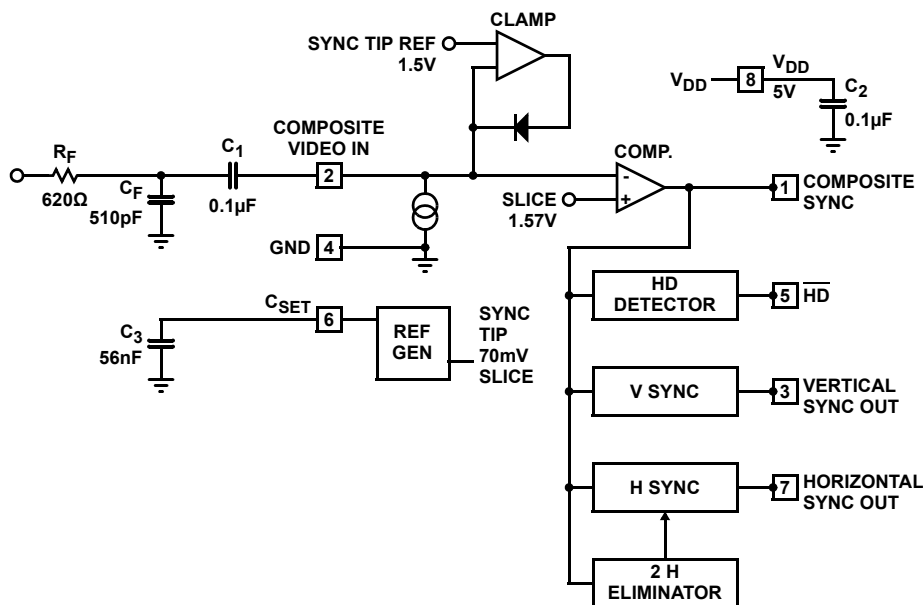 CLAMP
SYNC TIP REF
1.5V
V_DD
8
V_DD
5V
C_2
0.1µF
R_F
620Ω
C_F
510pF
C_1
0.1µF
COMPOSITE
VIDEO IN
2
COMP.
-
+
SLICE
1.57V
1
COMPOSITE
SYNC
GND
4
HD
DETECTOR
5
H̅D̅
C_SET
6
C_3
56nF
REF
GEN
SYNC
TIP
70mV
SLICE
V SYNC
3
VERTICAL
SYNC OUT
H SYNC
7
HORIZONTAL
SYNC OUT
2 H
ELIMINATOR